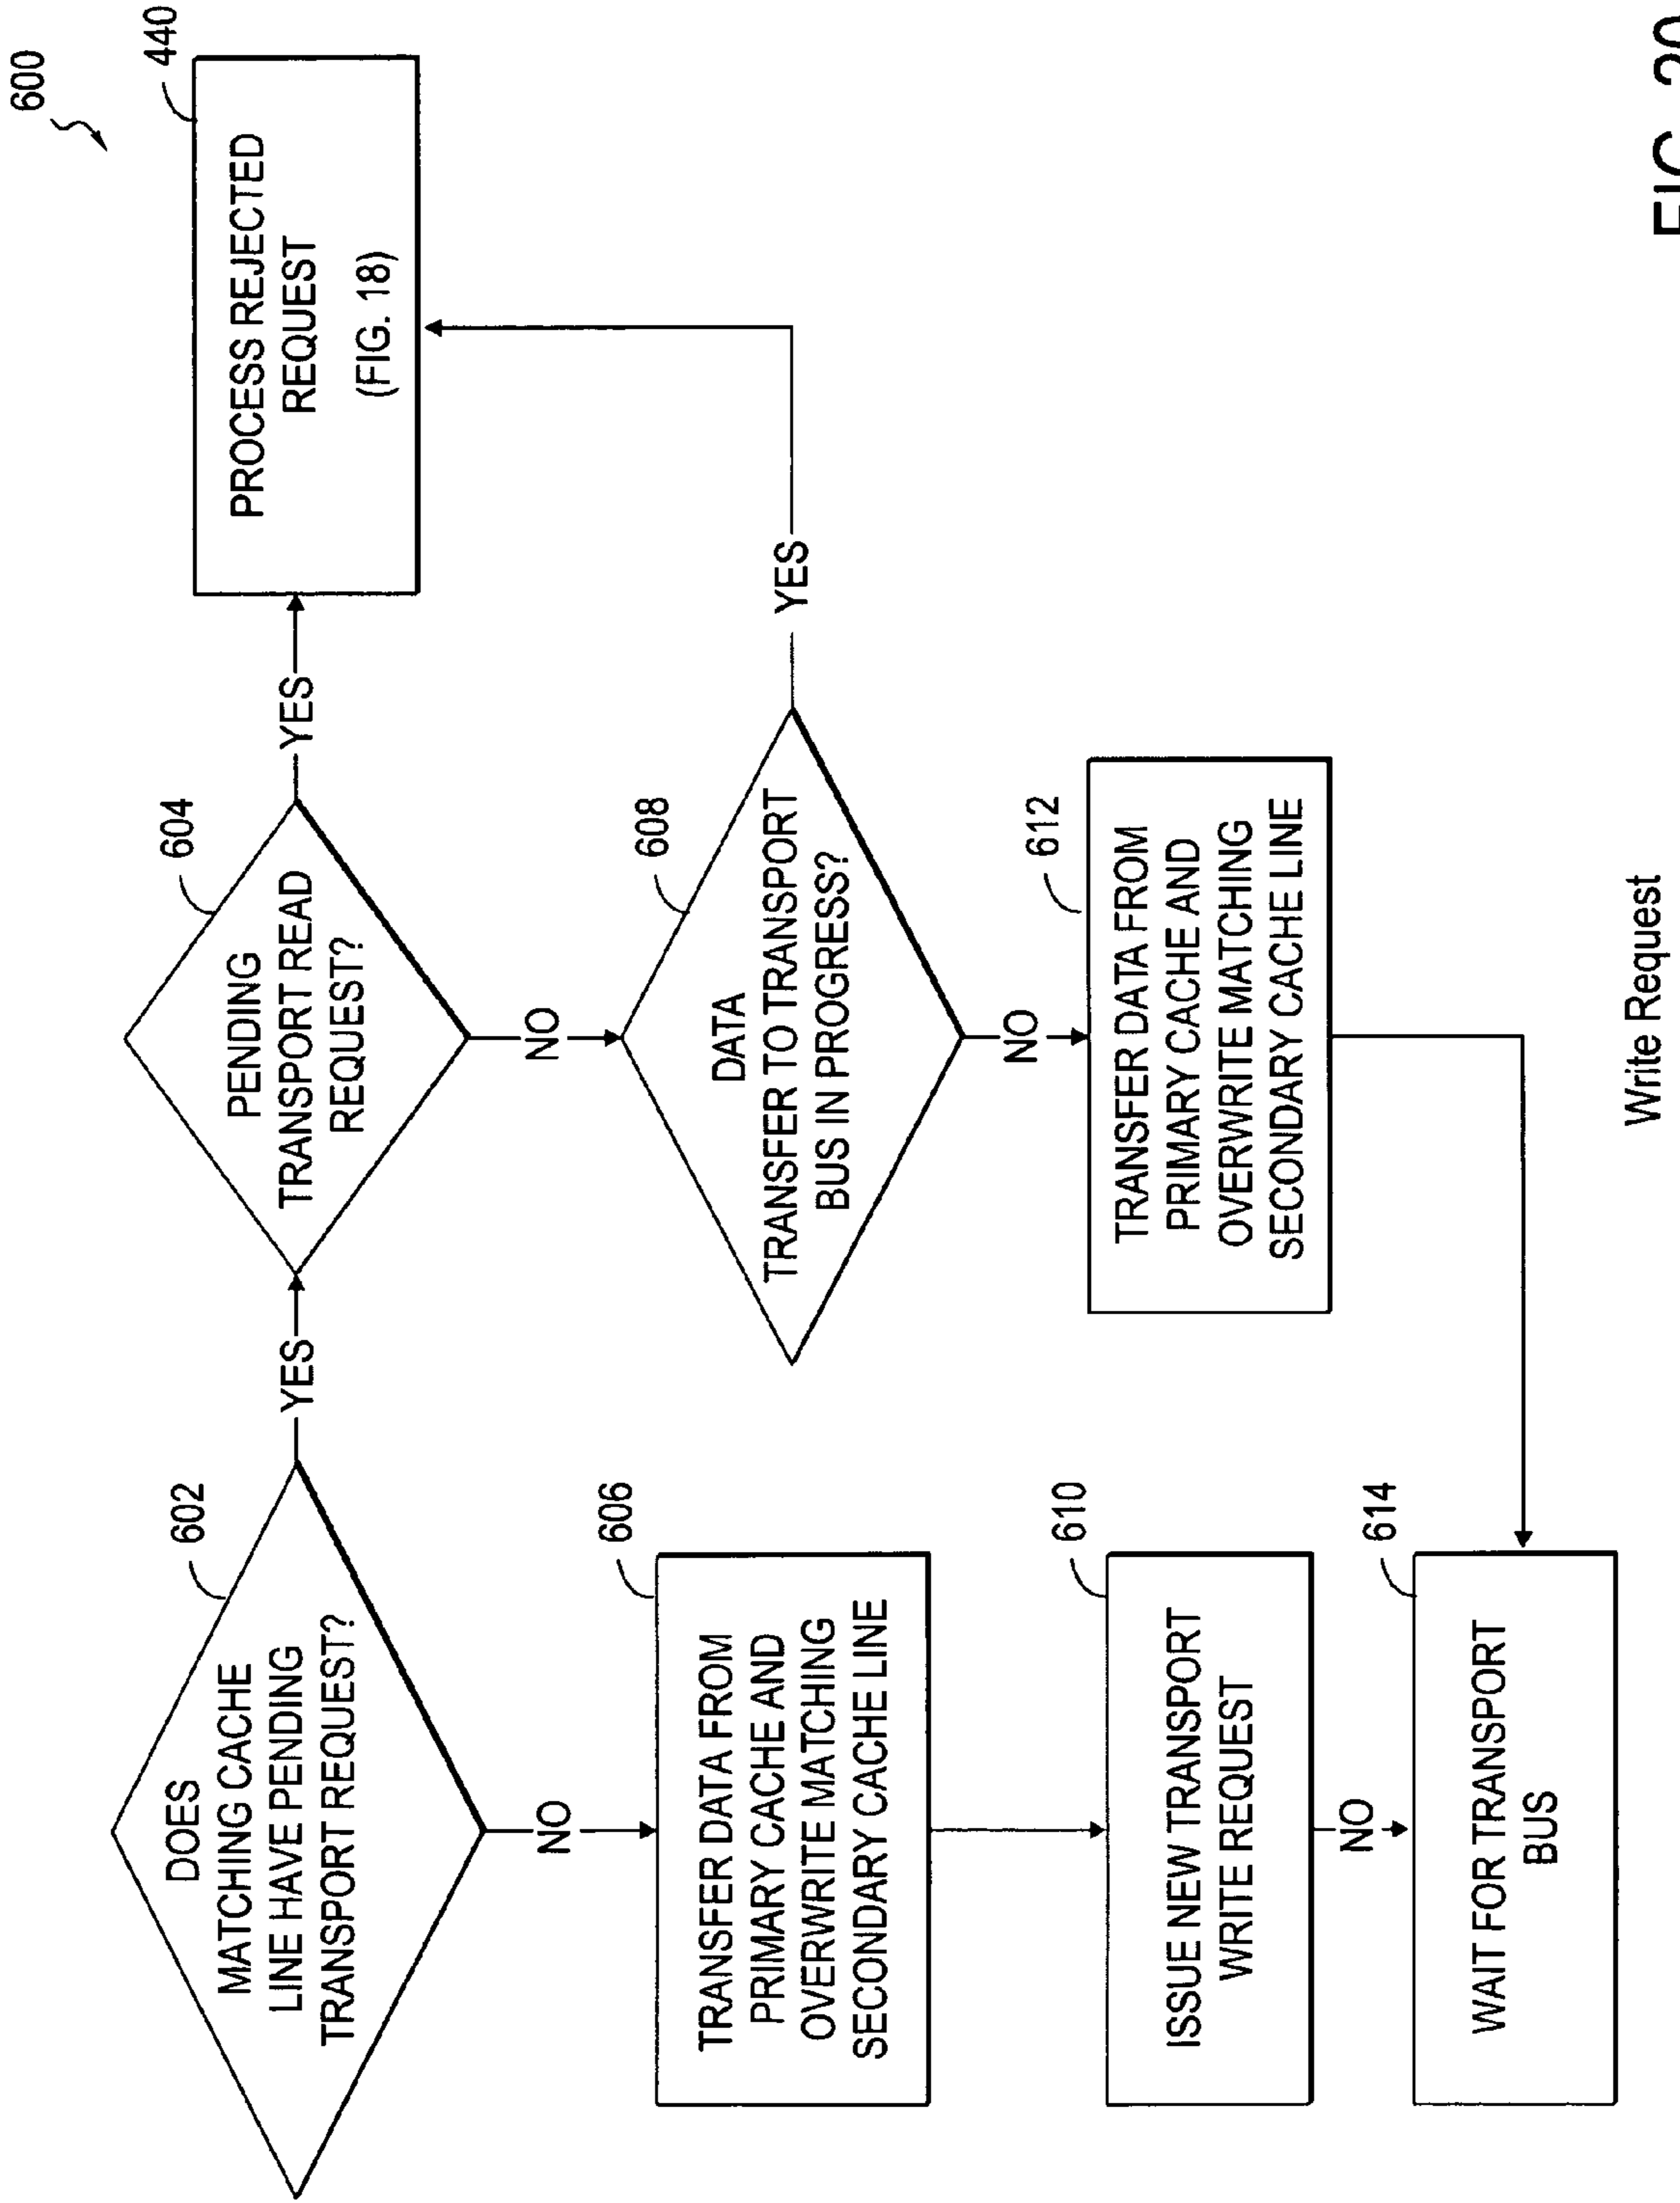 600
DOES
MATCHING CACHE
LINE HAVE PENDING
TRANSPORT REQUEST?
602
YES
PENDING
TRANSPORT READ
REQUEST?
604
YES
PROCESS REJECTED
REQUEST
(FIG. 18)
440
NO
TRANSFER DATA FROM
PRIMARY CACHE AND
OVERWRITE MATCHING
SECONDARY CACHE LINE
606
NO
DATA
TRANSFER TO TRANSPORT
BUS IN PROGRESS?
608
YES
ISSUE NEW TRANSPORT
WRITE REQUEST
610
NO
TRANSFER DATA FROM
PRIMARY CACHE AND
OVERWRITE MATCHING
SECONDARY CACHE LINE
612
NO
WAIT FOR TRANSPORT
BUS
614
Write Request
FIG. 20